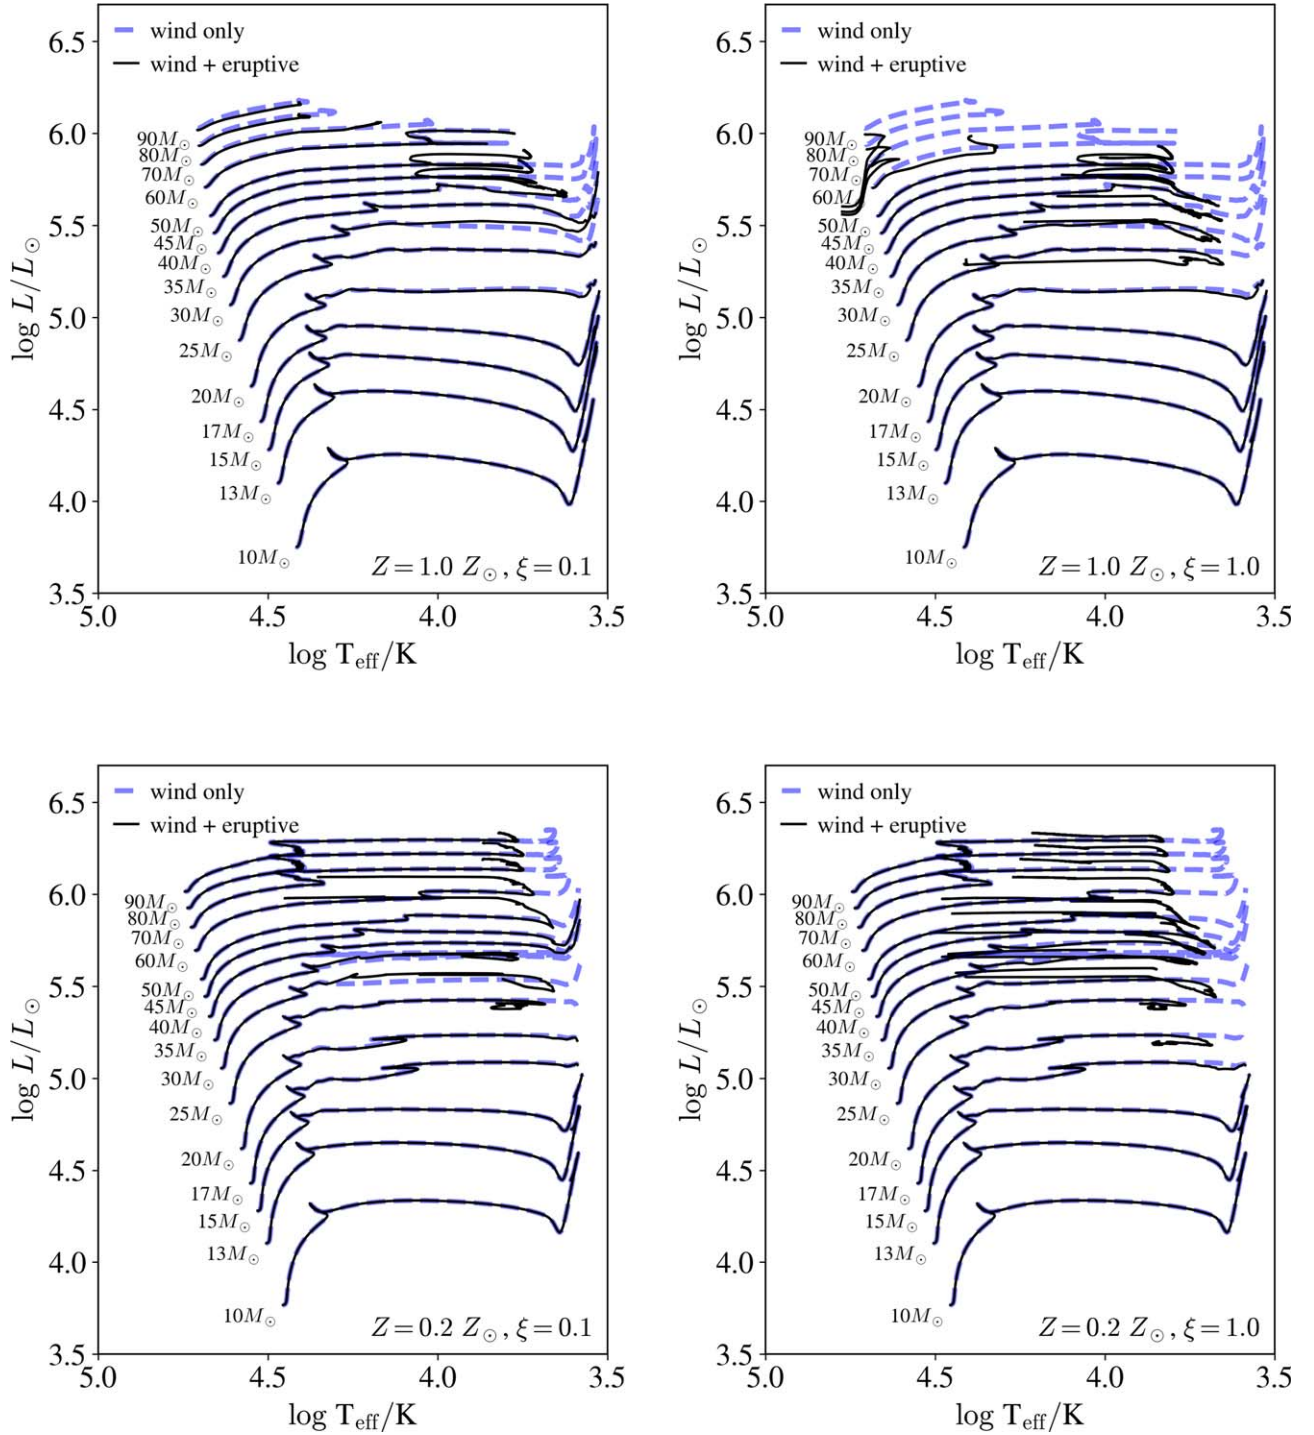 6.5
wind only
wind + eruptive
6.0
90M⊙
80M⊙
70M⊙
60M⊙
5.5
50M⊙
45M⊙
40M⊙
35M⊙
5.0
30M⊙
25M⊙
20M⊙
4.5
17M⊙
15M⊙
13M⊙
4.0
10M⊙
3.5
log L/L⊙
Z = 1.0 Z⊙, ξ = 0.1
5.0 4.5 4.0 3.5
log Teff/K
6.5
wind only
wind + eruptive
6.0
90M⊙
80M⊙
70M⊙
60M
5.5
50M⊙
45M⊙
40M⊙
35M⊙
5.0
30M⊙
25M⊙
20M⊙
4.5
17M⊙
15M⊙
13M⊙
4.0
10M⊙
3.5
log L/L⊙
Z = 1.0 Z⊙, ξ = 1.0
5.0 4.5 4.0 3.5
log Teff/K
6.5
wind only
wind + eruptive
6.0
90M⊙
80M⊙
70M⊙
60M⊙
5.5
50M⊙
45M⊙
40M⊙
35M⊙
30M⊙
5.0
25M⊙
20M⊙
4.5
17M⊙
15M⊙
13M⊙
4.0
10M⊙
3.5
log L/L⊙
Z = 0.2 Z⊙, ξ = 0.1
5.0 4.5 4.0 3.5
log Teff/K
6.5
wind only
wind + eruptive
6.0
90M⊙
80M⊙
70M⊙
60M⊙
5.5
50M⊙
45M⊙
40M⊙
35M⊙
30M⊙
5.0
25M⊙
20M⊙
4.5
17M⊙
15M⊙
13M⊙
4.0
10M⊙
3.5
log L/L⊙
Z = 0.2 Z⊙, ξ = 1.0
5.0 4.5 4.0 3.5
log Teff/K